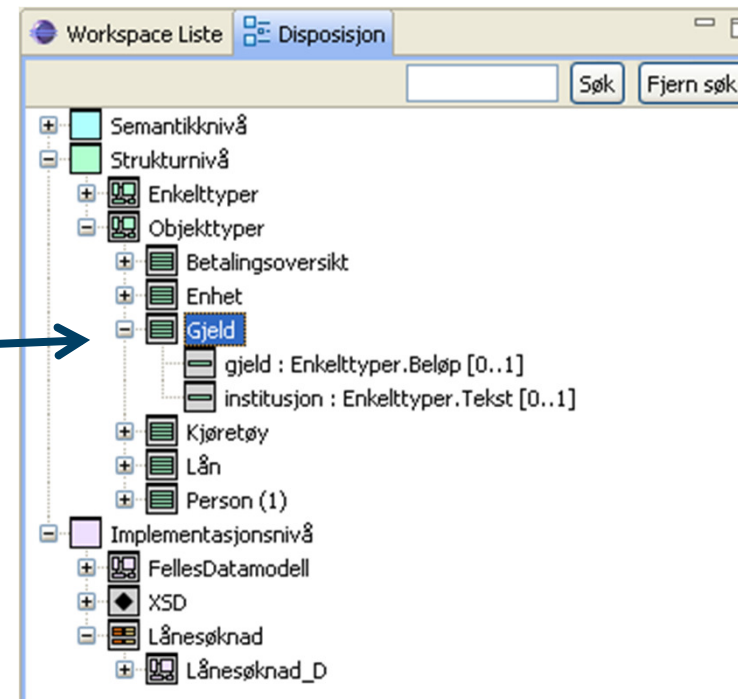 Workspace Liste Disposisjon
Søk Fjern søk
Semantikknivå
Strukturnivå
Enkelttyper
Objekttyper
Betalingsoversikt
Enhet
Gjeld
gjeld : Enkelttyper.Beløp [0..1]
institusjon : Enkelttyper.Tekst [0..1]
Kjøretøy
Lån
Person (1)
Implementasjonsnivå
FellesDatamodell
XSD
Lånesøknad
Lånesøknad_D